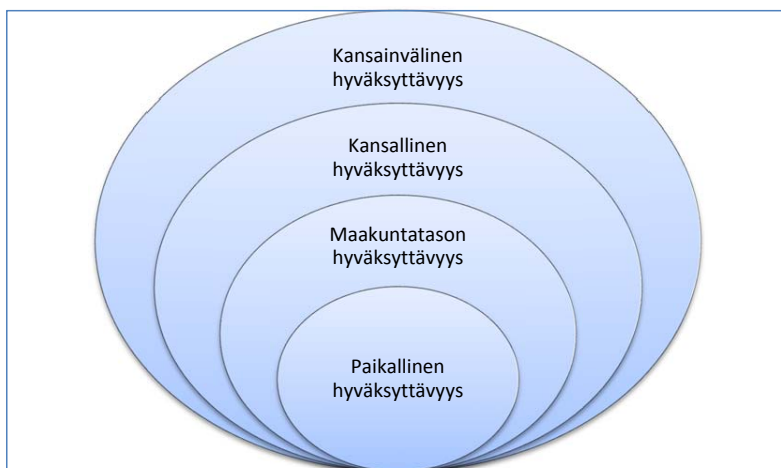 Kansainvälinen
hyväksyttävyys
Kansallinen
hyväksyttävyys
Maakuntatason
hyväksyttävyys
Paikallinen
hyväksyttävyys